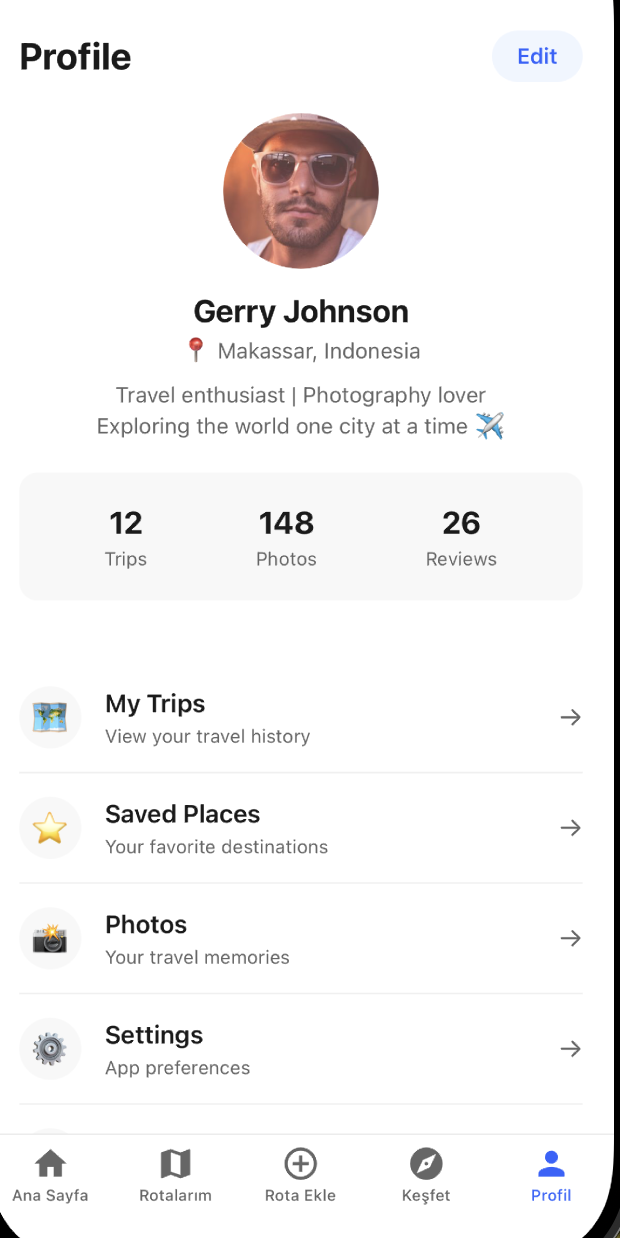 Profile
Edit
Gerry Johnson
📍 Makassar, Indonesia
Travel enthusiast | Photography lover
Exploring the world one city at a time ✈️
12
148
26
Trips
Photos
Reviews
My Trips
View your travel history
Saved Places
Your favorite destinations
Photos
Your travel memories
Settings
App preferences
Ana Sayfa
Rotalarım
Rota Ekle
Keşfet
Profil